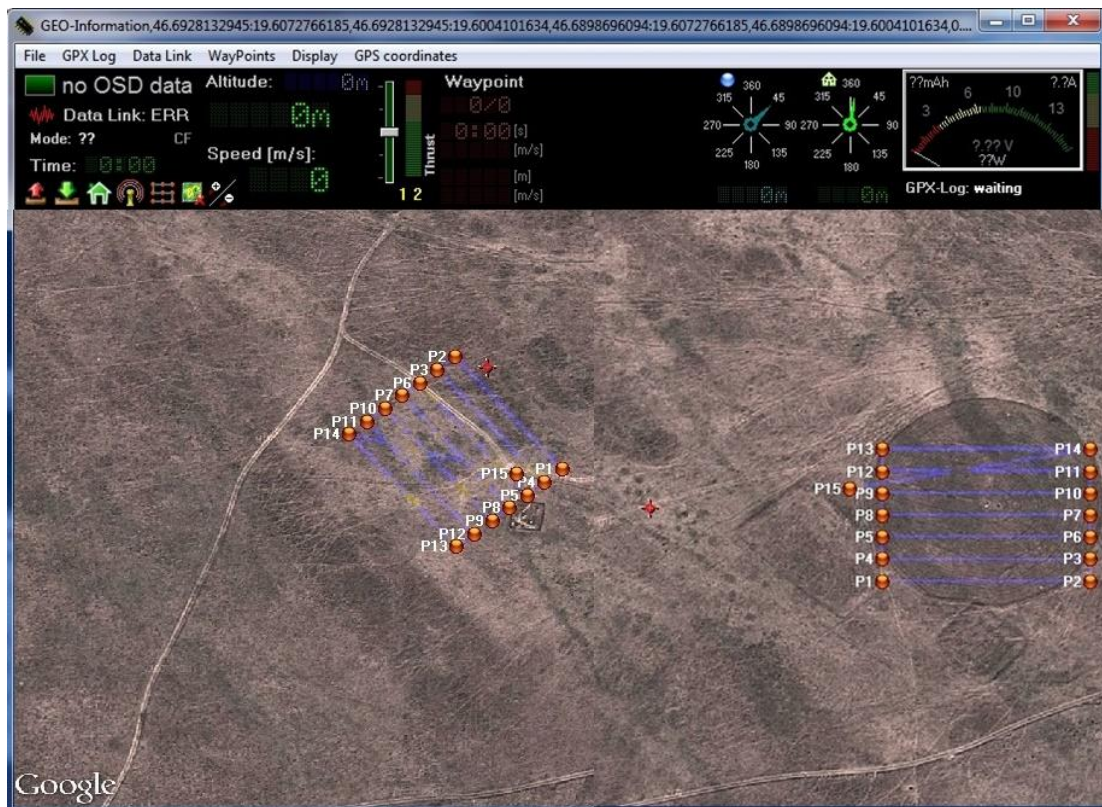 GEO-Information,46.6928132945:19.6072766185,46.6928132945:19.6004101634,46.6898696094:19.6072766185,46.6898696094:19.6004101634,0....
File GPX Log Data Link WayPoints Display GPS coordinates
no OSD data
Altitude: 0m
Data Link: ERR
0m
Mode: ?? CF
Speed [m/s]:
Time: 0:00
0
Thrust
1 2
Waypoint
0/0
0:00 [s]
[m/s]
[m]
[m/s]
360
45
90
135
180
225
270
315
0m
360
45
90
135
180
225
270
315
0m
??mAh ?.?A
3 6 10 13
?.?? V
??W
GPX-Log: waiting
P2
P3
P6
P7
P10
P11
P14
P15
P1
P4
P5
P8
P9
P12
P13
P13 P14
P12 P11
P15
P9 P10
P8 P7
P5 P6
P4 P3
P1 P2
Google